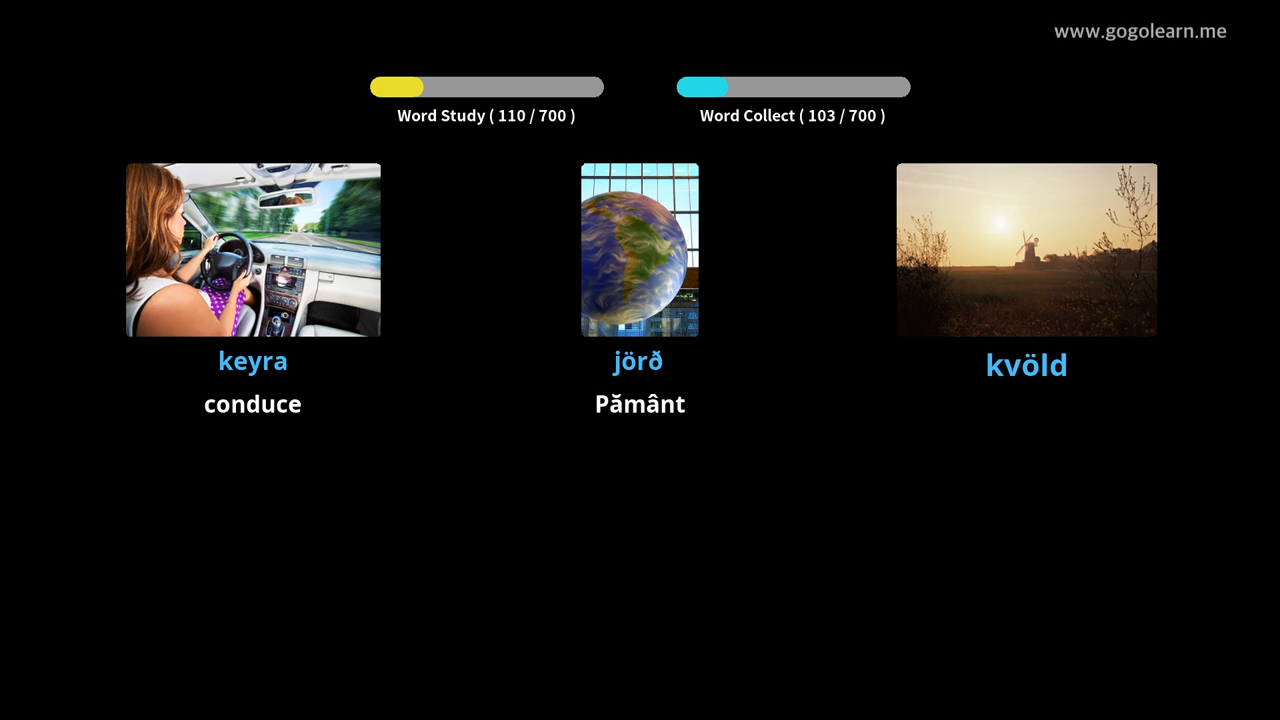 www.gogolearn.me
Word Study ( 110 / 700 )
Word Collect ( 103 / 700 )
keyra
jörð
kvöld
conduce
Pământ